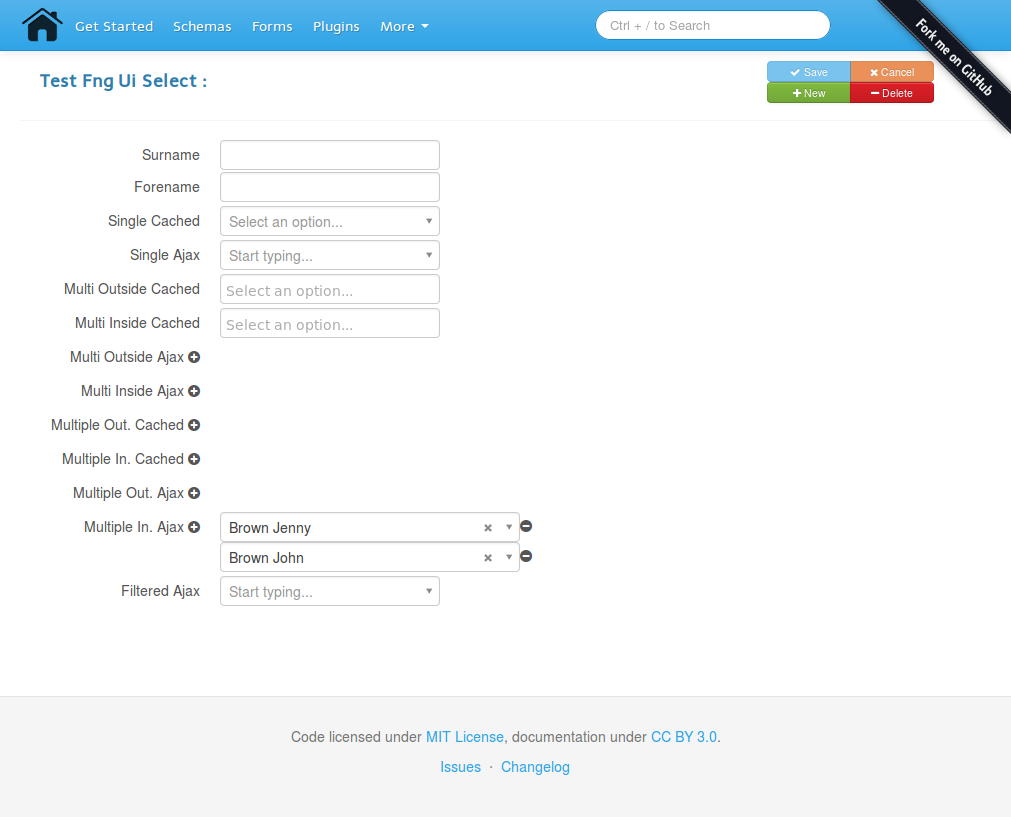 Get Started Schemas Forms Plugins More Ctrl + / to Search
Fork me on GitHub
Test Fng Ui Select :
Save Cancel
New Delete
Surname
Forename
Single Cached Select an option...
Single Ajax Start typing...
Multi Outside Cached Select an option...
Multi Inside Cached Select an option...
Multi Outside Ajax
Multi Inside Ajax
Multiple Out. Cached
Multiple In. Cached
Multiple Out. Ajax
Multiple In. Ajax Brown Jenny
Brown John
Filtered Ajax Start typing...
Code licensed under MIT License, documentation under CC BY 3.0.
Issues · Changelog